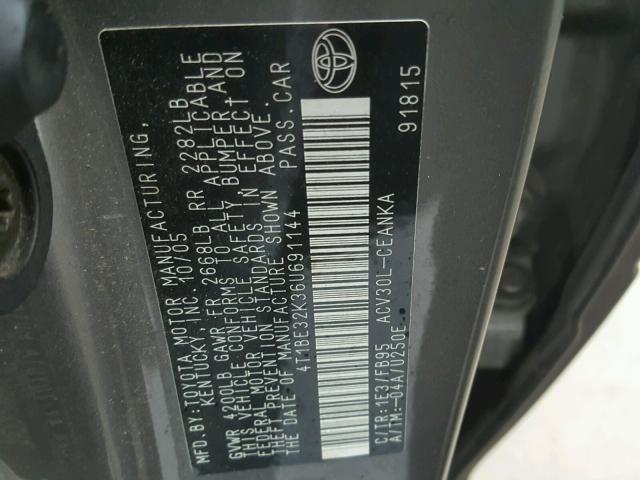 MFD. BY: TOYOTA MOTOR MANUFACTURING,
KENTUCKY, INC. 10/05
GVWR 4200LB GAWR FR 2668LB RR 2282LB
THIS VEHICLE CONFORMS TO ALL APPLICABLE
FEDERAL MOTOR VEHICLE SAFETY, BUMPER AND
THEFT PREVENTION STANDARDS IN EFFECT ON
THE DATE OF MANUFACTURE SHOWN ABOVE.
4T1BE32K36U691144 PASS. CAR
C/TR: 1E3/FB95 ACV30L-CEANKA 91815
A/TM: -04A/U250E